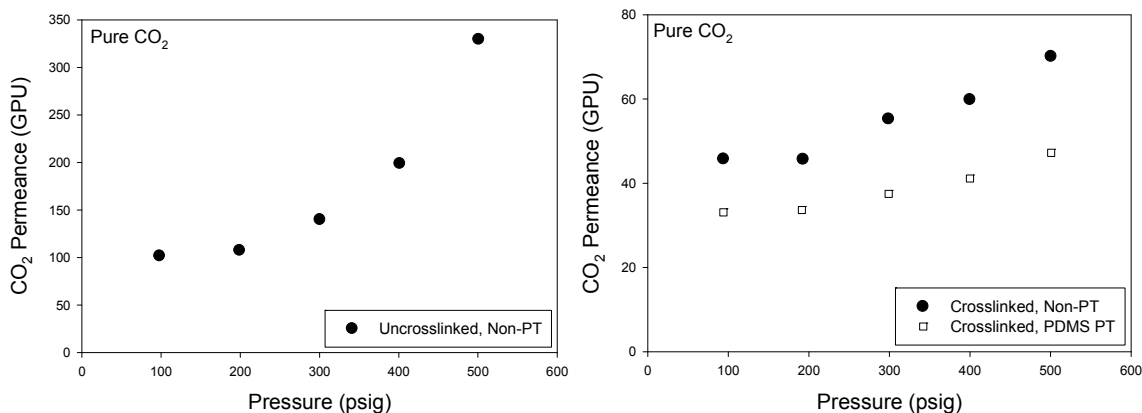 Pure CO₂
350
300
250
200
150
100
50
0
CO₂ Permeance (GPU)
0 100 200 300 400 500 600
Pressure (psig)
Uncrosslinked, Non-PT
Pure CO₂
80
60
40
20
0
CO₂ Permeance (GPU)
0 100 200 300 400 500 600
Pressure (psig)
Crosslinked, Non-PT
Crosslinked, PDMS PT